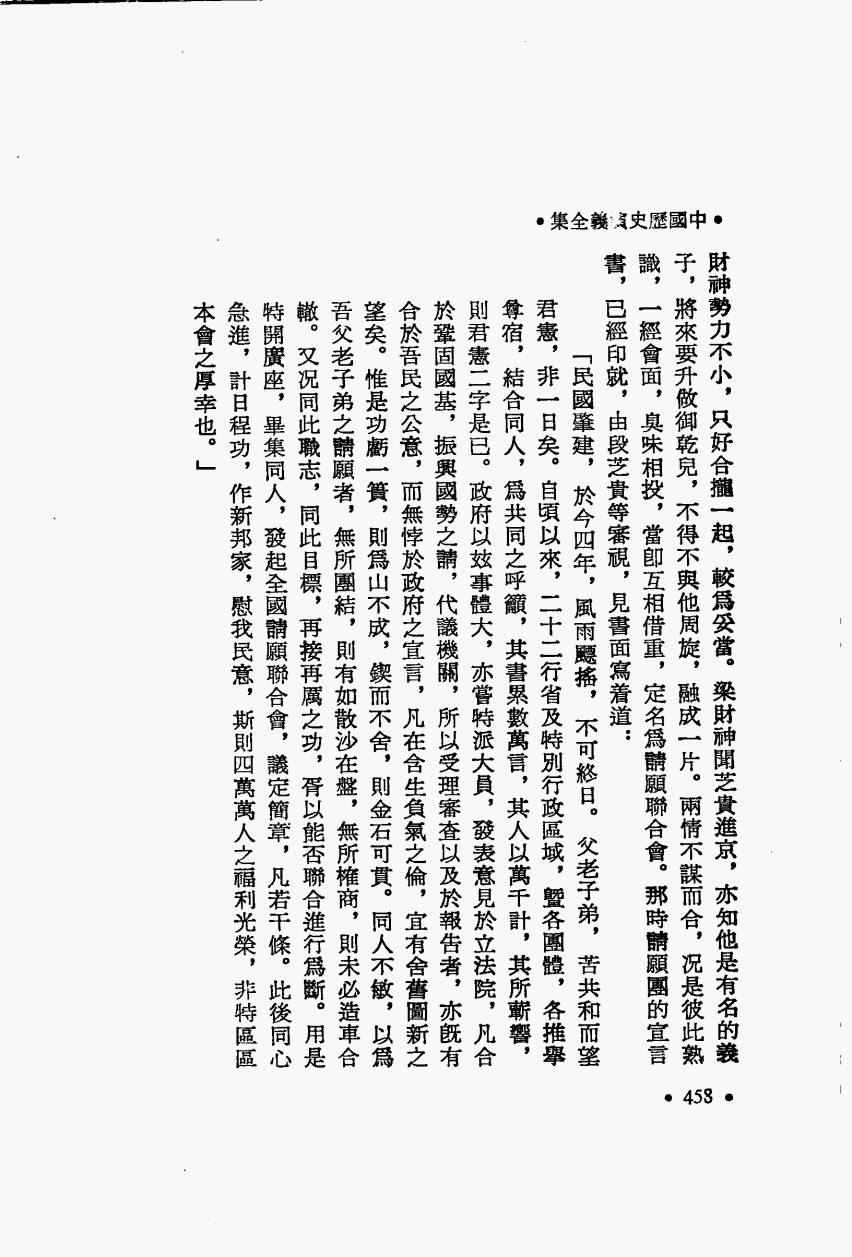 •中國歷史演義全集•
財神勢力不小，只好合攏一起，較爲妥當。梁財神聞芝貴進京，亦知他是有名的義
子，將來要升做御乾兒，不得不與他周旋，融成一片。兩情不謀而合，况是彼此熟
識，一經會面，臭味相投，當卽互相借重，定名爲請願聯合會。那時請願團的宣言
書，已經印就，由段芝貴等審視，見書面寫着道：
「民國肇建，於今四年，風雨飄搖，不可終日。父老子弟，苦共和而望
君憲，非一日矣。自頃以來，二十二行省及特別行政區域，曁各團體，各推舉
尊宿，結合同人，爲共同之呼籲，其書累數萬言，其人以萬千計，其所蘄嚮，
則君憲二字是已。政府以玆事體大，亦嘗特派大員，發表意見於立法院，凡合
於鞏固國基，振興國勢之請，代議機關，所以受理審查以及於報告者，亦旣有
合於吾民之公意，而無悖於政府之宣言，凡在含生負氣之倫，宜有舍舊圖新之
望矣。惟是功虧一簣，則爲山不成，鍥而不舍，則金石可貫。同人不敏，以爲
吾父老子弟之請願者，無所團結，則有如散沙在盤，無所榷商，則未必造車合
轍。又况同此職志，同此目標，再接再厲之功，胥以能否聯合進行爲斷。用是
特開廣座，畢集同人，發起全國請願聯合會，議定簡章，凡若干條。此後同心
急進，計日程功，作新邦家，慰我民意，斯則四萬萬人之福利光榮，非特區區
本會之厚幸也。」
• 458 •